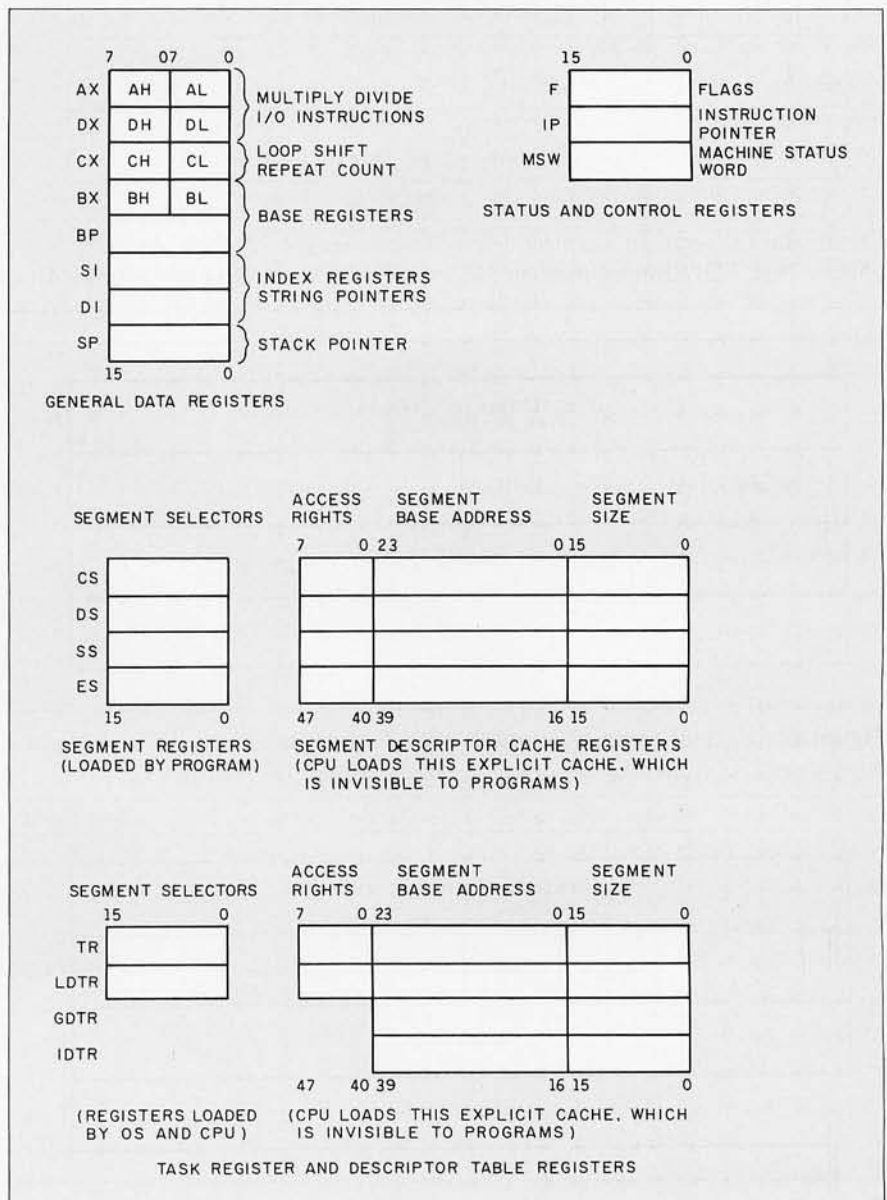 7 07 0
AX AH AL
DX DH DL
MULTIPLY DIVIDE
I/O INSTRUCTIONS
CX CH CL
LOOP SHIFT
REPEAT COUNT
BX BH BL
BP
BASE REGISTERS
SI
DI
INDEX REGISTERS
STRING POINTERS
SP
STACK POINTER
15 0
GENERAL DATA REGISTERS
15 0
F FLAGS
IP INSTRUCTION
POINTER
MSW MACHINE STATUS
WORD
STATUS AND CONTROL REGISTERS
SEGMENT SELECTORS
CS
DS
SS
ES
15 0
SEGMENT REGISTERS
(LOADED BY PROGRAM)
ACCESS
RIGHTS
SEGMENT
BASE ADDRESS
SEGMENT
SIZE
7 0 23 0 15 0
47 40 39 16 15 0
SEGMENT DESCRIPTOR CACHE REGISTERS
(CPU LOADS THIS EXPLICIT CACHE, WHICH
IS INVISIBLE TO PROGRAMS)
SEGMENT SELECTORS
15 0
TR
LDTR
GDTR
IDTR
(REGISTERS LOADED
BY OS AND CPU)
ACCESS
RIGHTS
SEGMENT
BASE ADDRESS
SEGMENT
SIZE
7 0 23 0 15 0
47 40 39 16 15 0
(CPU LOADS THIS EXPLICIT CACHE, WHICH
IS INVISIBLE TO PROGRAMS)
TASK REGISTER AND DESCRIPTOR TABLE REGISTERS